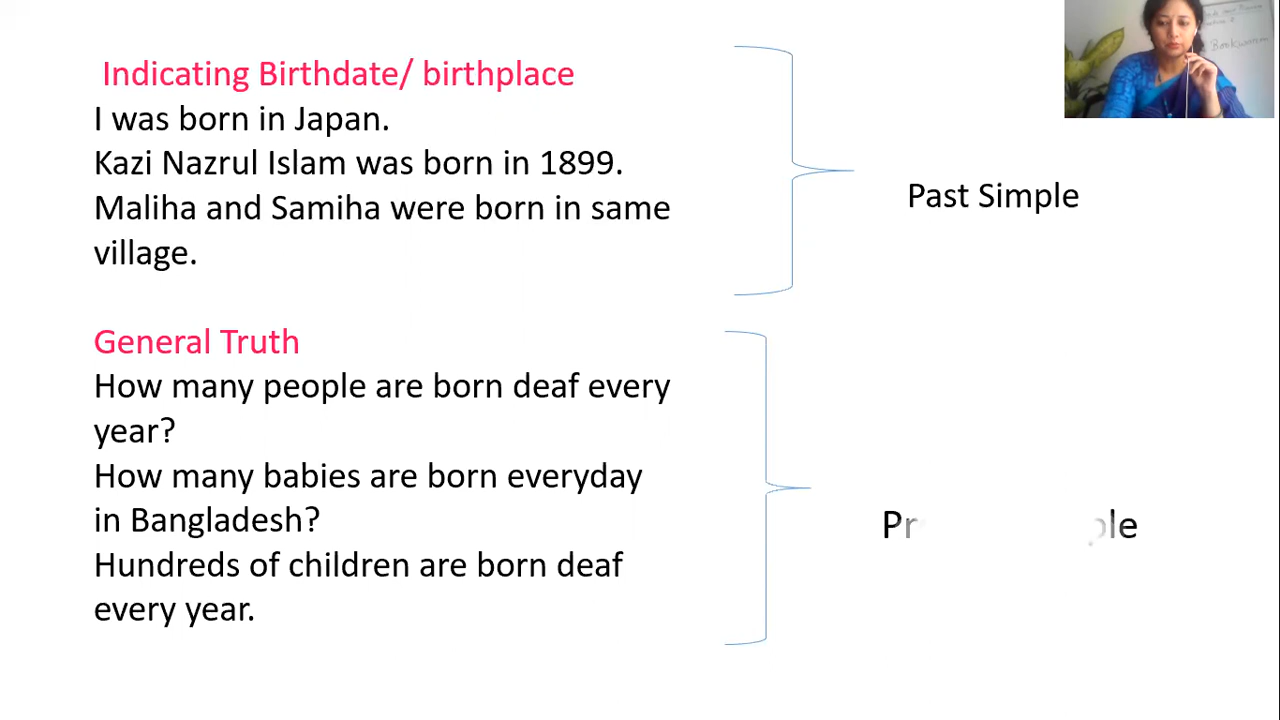 Indicating Birthdate/ birthplace
I was born in Japan.
Kazi Nazrul Islam was born in 1899.
Maliha and Samiha were born in same
village.
Past Simple
General Truth
How many people are born deaf every
year?
How many babies are born everyday
in Bangladesh?
Hundreds of children are born deaf
every year.